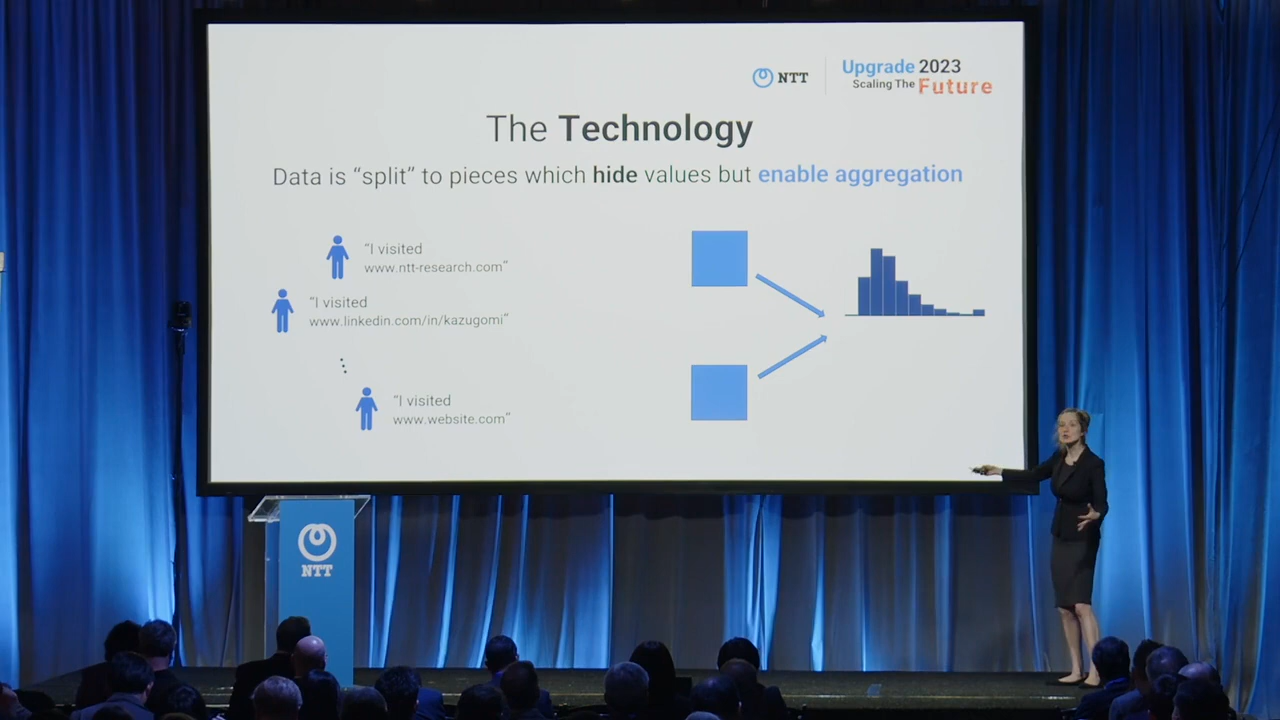 NTT
Upgrade 2023
Scaling The Future
The Technology
Data is “split” to pieces which hide values but enable aggregation
“I visited
www.ntt-research.com”
“I visited
www.linkedin.com/in/kazugomi“
“I visited
www.website.com”
NTT